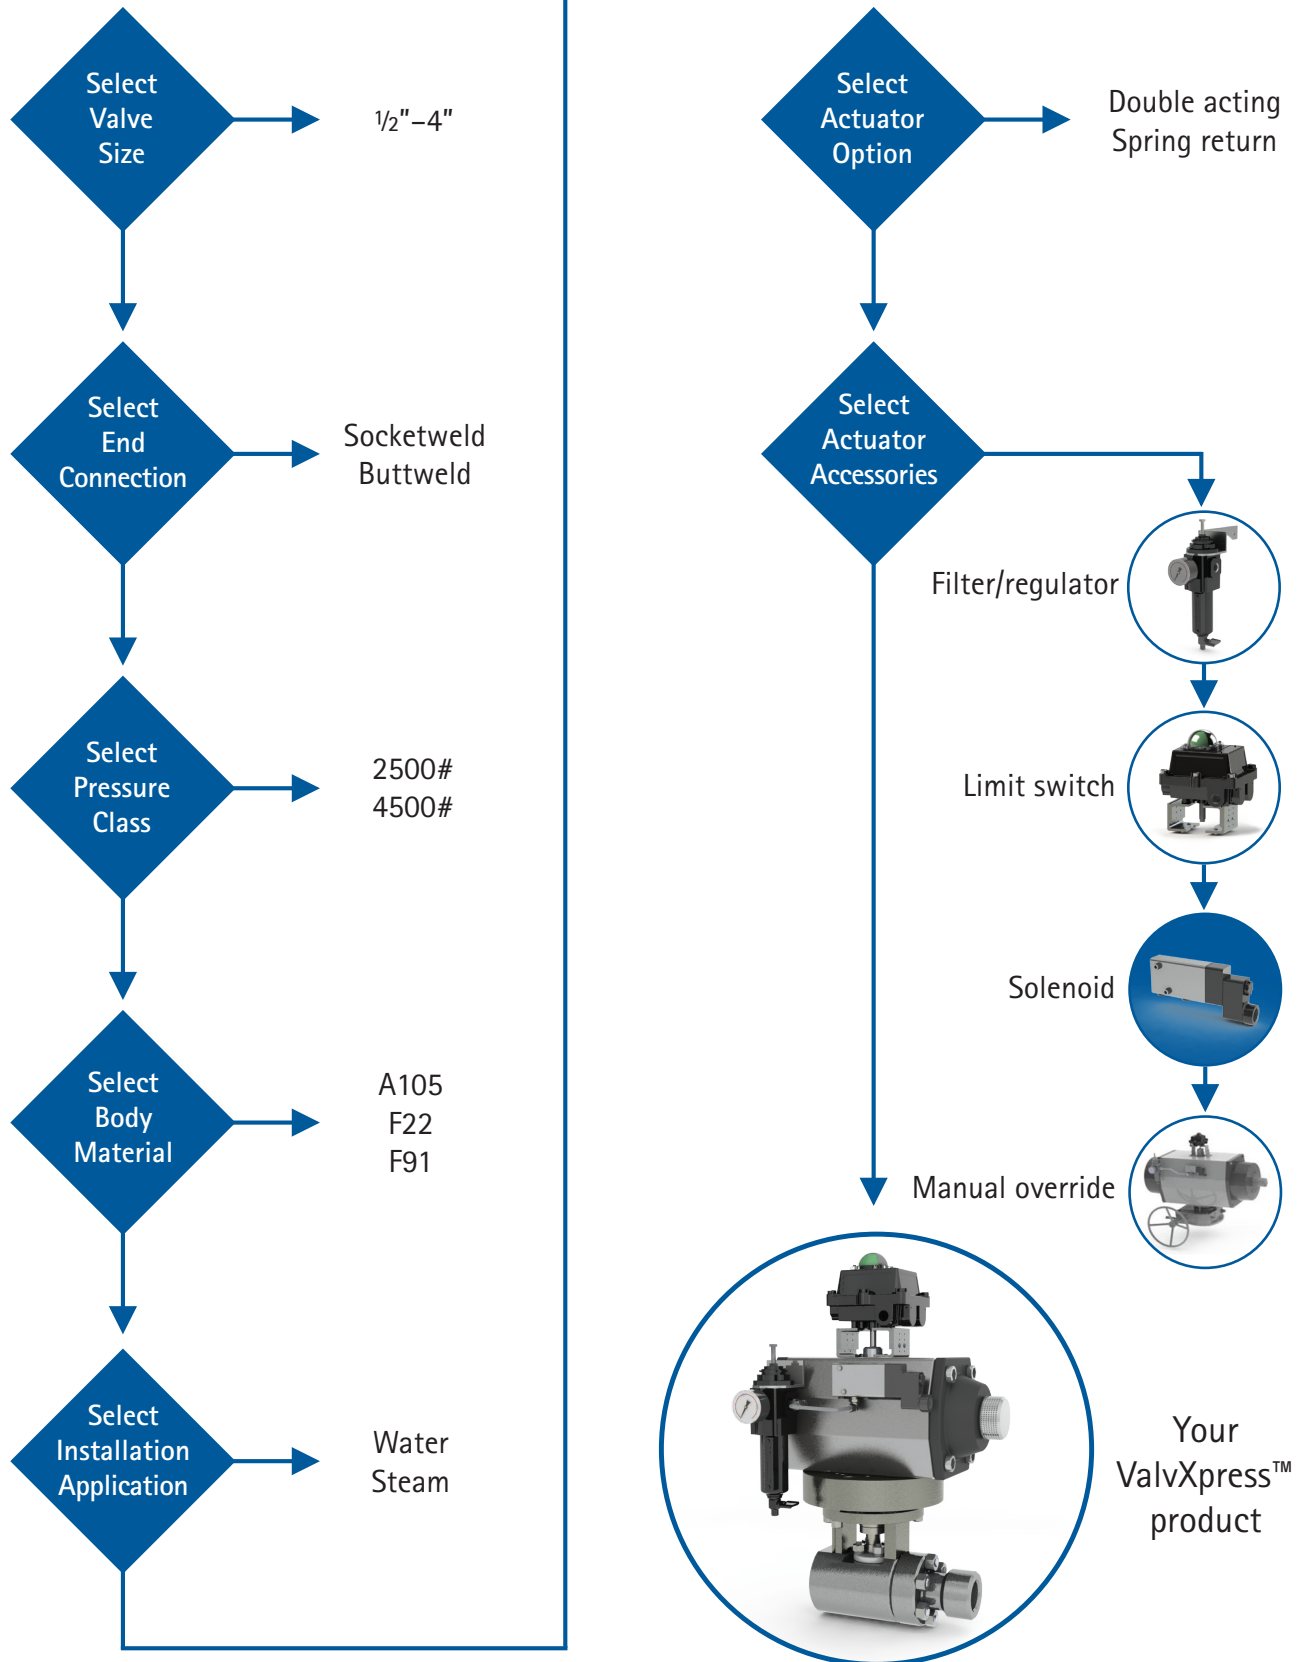 Select
Valve
Size
½"–4"
Select
End
Connection
Socketweld
Buttweld
Select
Pressure
Class
2500#
4500#
Select
Body
Material
A105
F22
F91
Select
Installation
Application
Water
Steam
Select
Actuator
Option
Double acting
Spring return
Select
Actuator
Accessories
Filter/regulator
Limit switch
Solenoid
Manual override
Your
ValvXpress™
product